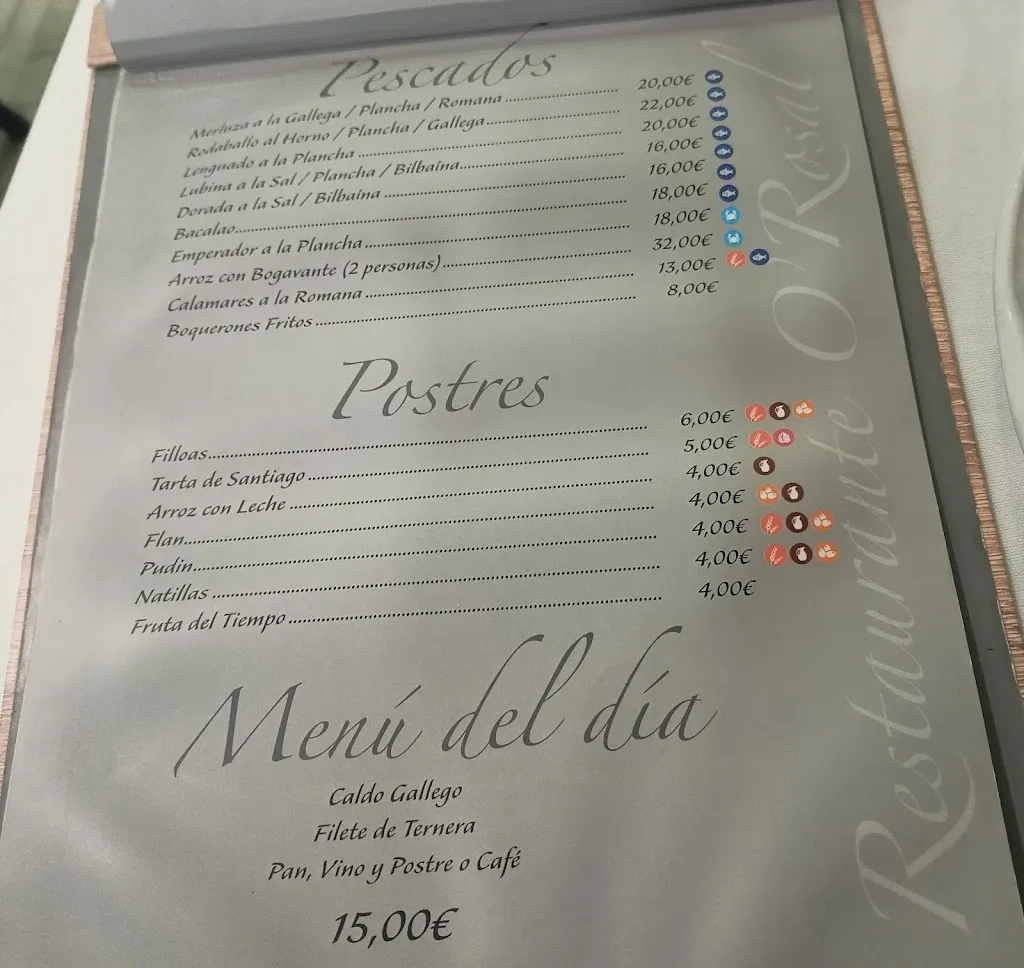 Pescados
Merluza a la Gallega / Plancha / Romana 20,00€
Rodaballo al Horno / Plancha / Gallega 22,00€
Lenguado a la Plancha 20,00€
Lubina a la Sal / Plancha / Bilbaína 16,00€
Dorada a la Sal / Bilbaína 16,00€
Bacalao 18,00€
Emperador a la Plancha 18,00€
Arroz con Bogavante (2 personas) 32,00€
Calamares a la Romana 13,00€
Boquerones Fritos 8,00€
Postres
Filloas 6,00€
Tarta de Santiago 5,00€
Arroz con Leche 4,00€
Flan 4,00€
Pudin 4,00€
Natillas 4,00€
Fruta del Tiempo 4,00€
Menú del día
Caldo Gallego
Filete de Ternera
Pan, Vino y Postre o Café
15,00€
Restaurante O'Rosal